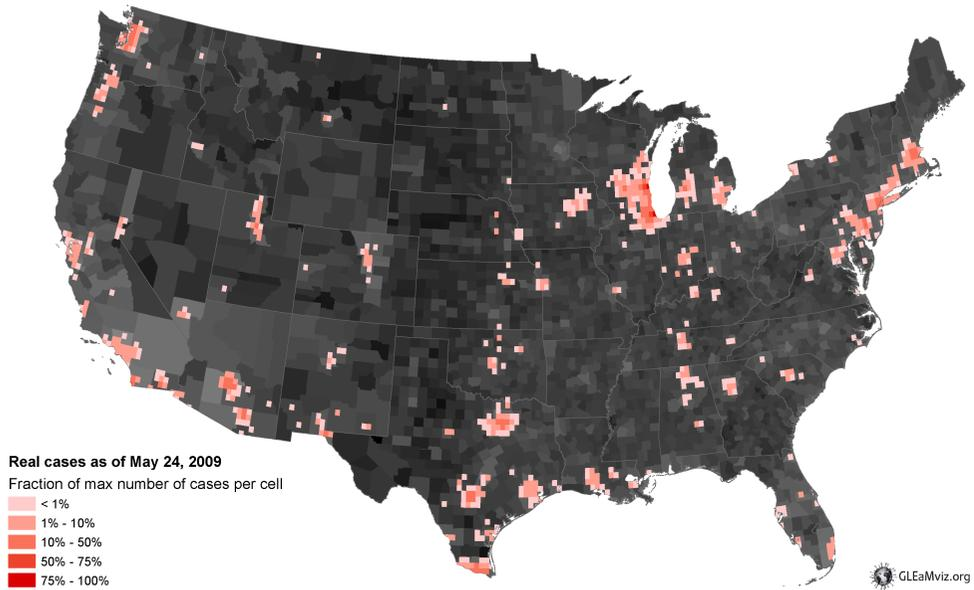 Real cases as of May 24, 2009
Fraction of max number of cases per cell
< 1%
1% - 10%
10% - 50%
50% - 75%
75% - 100%
GLEaMviz.org